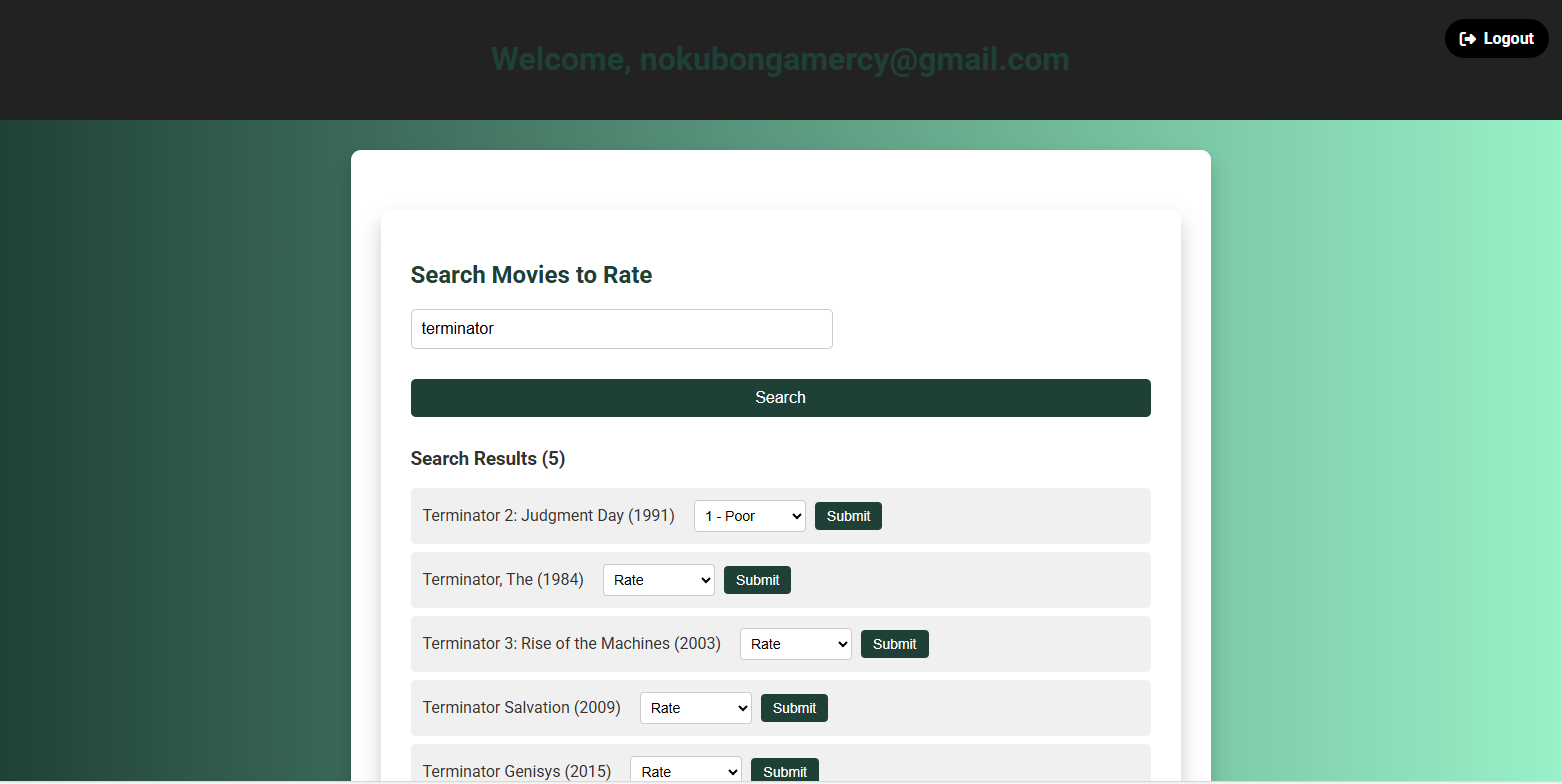 Welcome, nokubongamercy@gmail.com
Logout
Search Movies to Rate
terminator
Search
Search Results (5)
Terminator 2: Judgment Day (1991) 1 - Poor Submit
Terminator, The (1984) Rate Submit
Terminator 3: Rise of the Machines (2003) Rate Submit
Terminator Salvation (2009) Rate Submit
Terminator Genisys (2015) Rate Submit